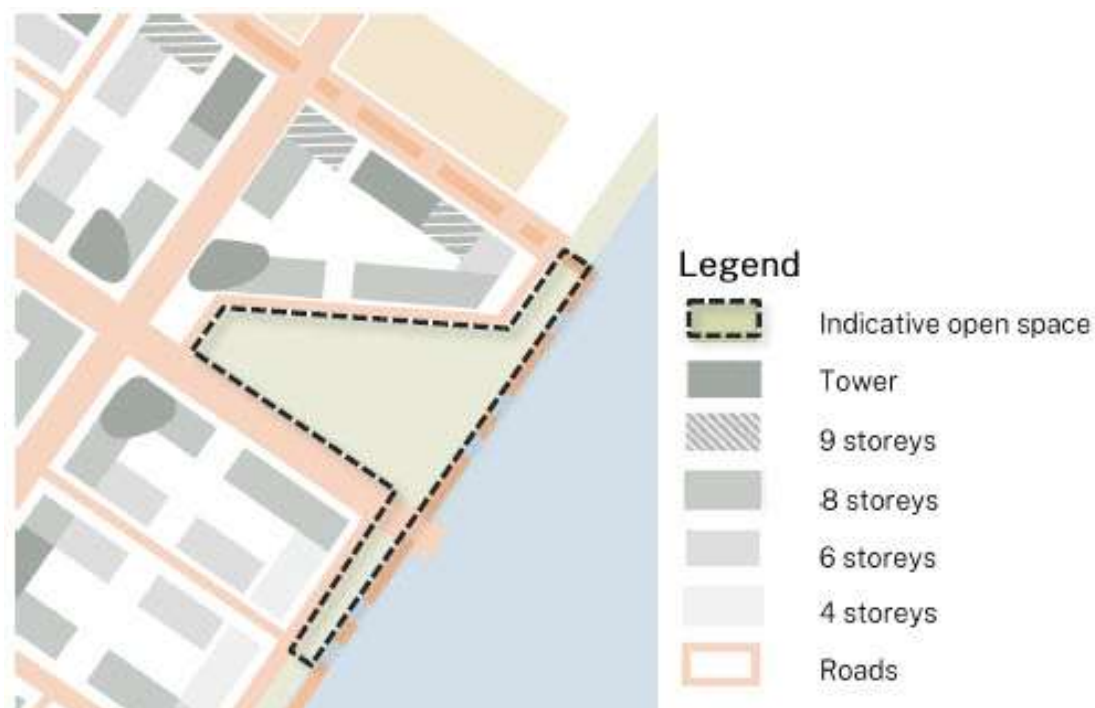 Legend
Indicative open space
Tower
9 storeys
8 storeys
6 storeys
4 storeys
Roads